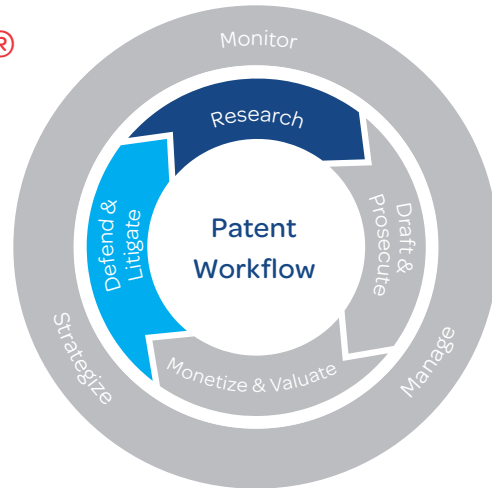 ®
Monitor
Research
Defend &
Litigate
Draft &
Prosecute
Patent
Workflow
Monetize & Valuate
Strategize
Manage